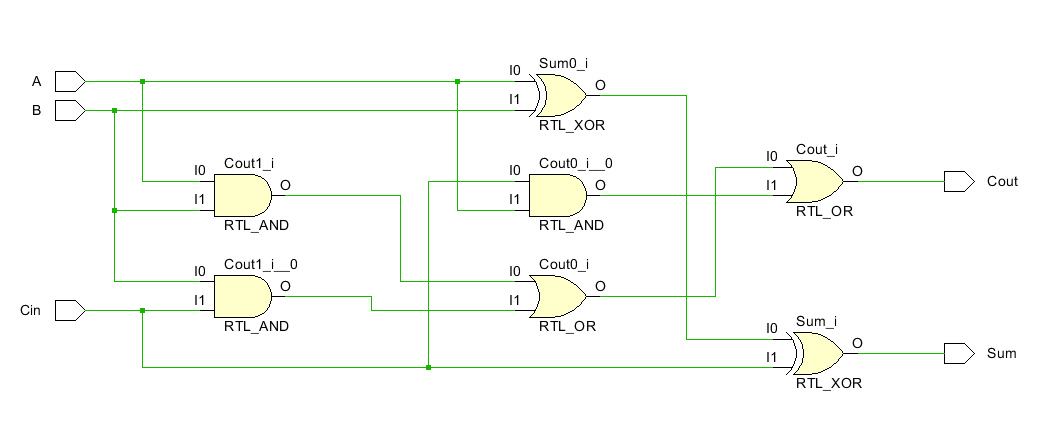 A
B
Cin
I0
I1
Sum0_i
O
RTL_XOR
I0
I1
Cout1_i
O
RTL_AND
I0
I1
Cout0_i__0
O
RTL_AND
I0
I1
Cout_i
O
RTL_OR
Cout
I0
I1
Cout1_i__0
O
RTL_AND
I0
I1
Cout0_i
O
RTL_OR
I0
I1
Sum_i
O
RTL_XOR
Sum